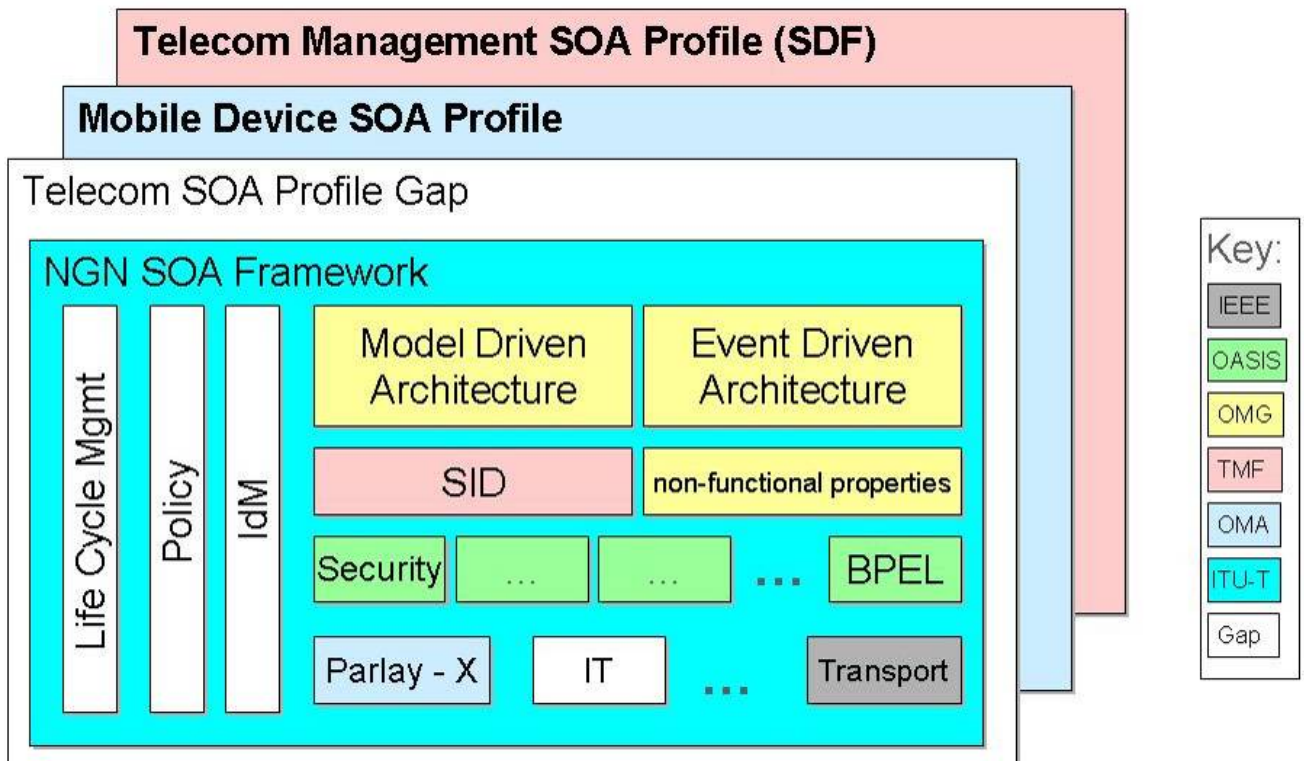 Telecom Management SOA Profile (SDF)
Mobile Device SOA Profile
Telecom SOA Profile Gap
NGN SOA Framework
Life Cycle Mgmt
Policy
IdM
Model Driven
Architecture
Event Driven
Architecture
SID
non-functional properties
Security
...
...
...
BPEL
Parlay - X
IT
...
Transport
Key:
IEEE
OASIS
OMG
TMF
OMA
ITU-T
Gap